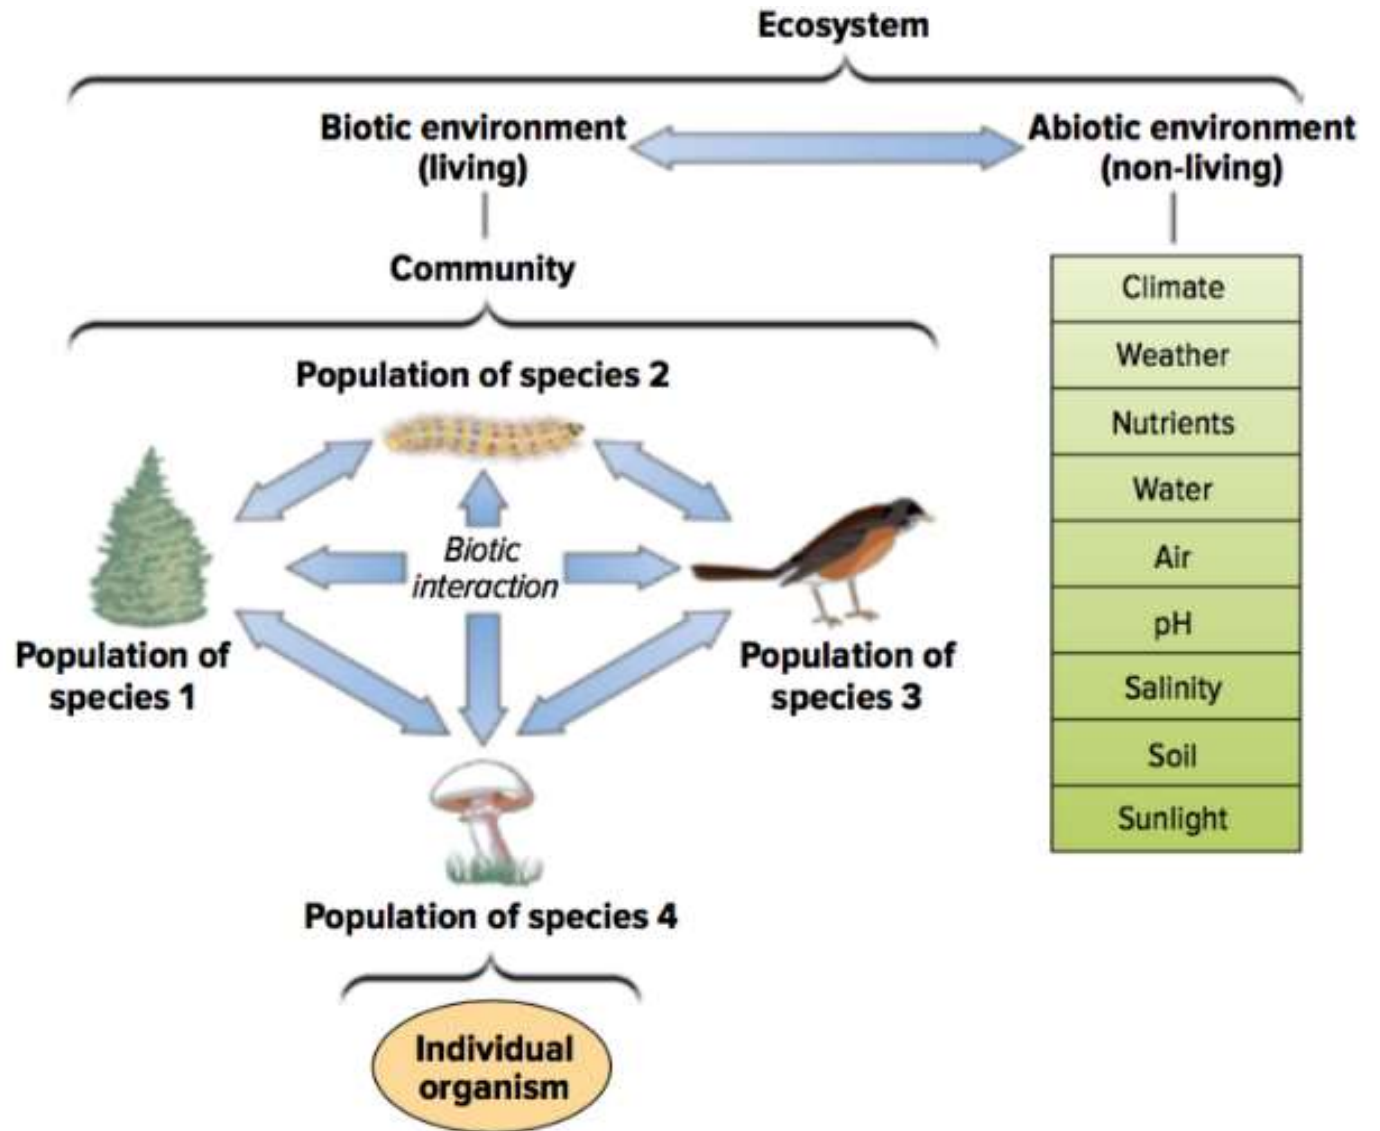 Ecosystem
Biotic environment
(living)
Abiotic environment
(non-living)
Community
Population of species 2
Biotic
interaction
Population of
species 1
Population of
species 3
Population of species 4
Individual
organism
Climate
Weather
Nutrients
Water
Air
pH
Salinity
Soil
Sunlight